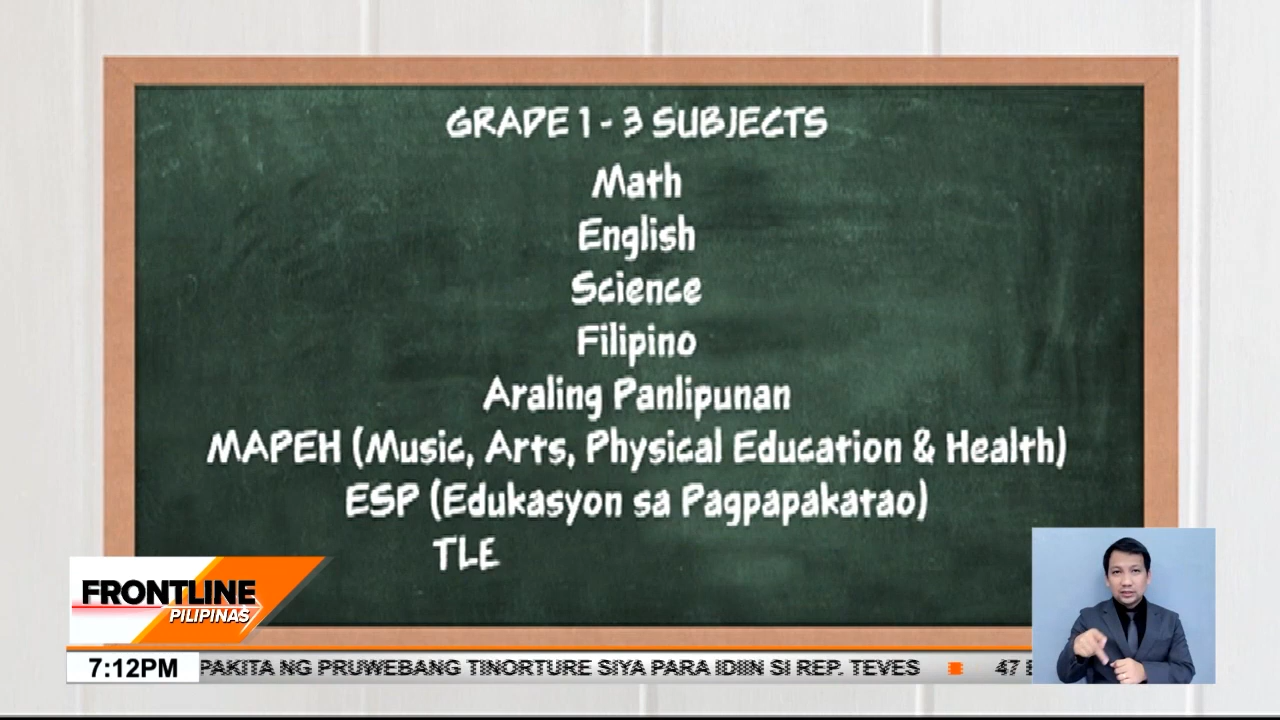 GRADE 1 - 3 SUBJECTS
Math
English
Science
Filipino
Araling Panlipunan
MAPEH (Music, Arts, Physical Education & Health)
ESP (Edukasyon sa Pagpapakatao)
TLE
FRONTLINE
PILIPINAS
7:12PM PAKITA NG PRUWEBANG TINORTURE SIYA PARA IDIIN SI REP. TEVES 47